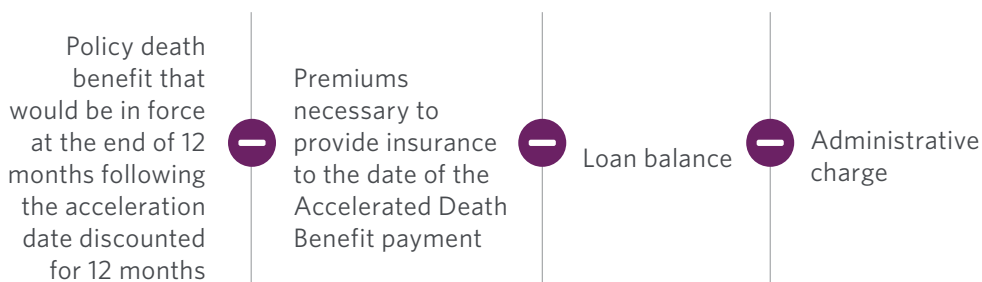 Policy death
benefit that
would be in force
at the end of 12
months following
the acceleration
date discounted
for 12 months
Premiums
necessary to
provide insurance
to the date of the
Accelerated Death
Benefit payment
Loan balance
Administrative
charge